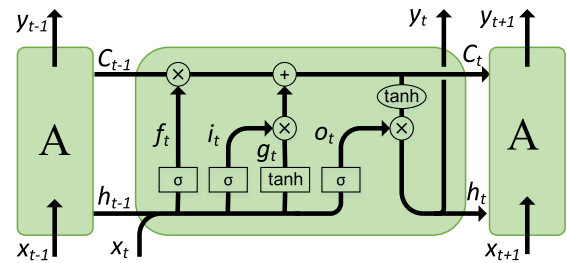 y_{t-1} y_t y_{t+1}
C_{t-1} × + C_t
tanh
f_t i_t × o_t ×
g_t
A A
σ σ tanh σ
h_{t-1} h_t
x_{t-1} x_t x_{t+1}